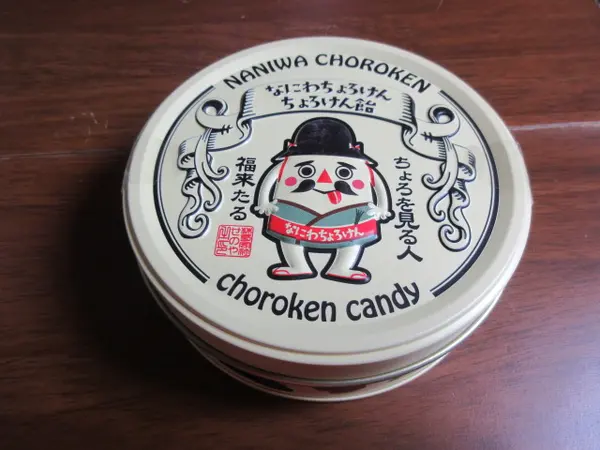 NANIWA CHOROKEN
なにわちょろけん
ちょろけん飴
ちょろを見る人
福来たる
なにわちょろけん
choroken candy